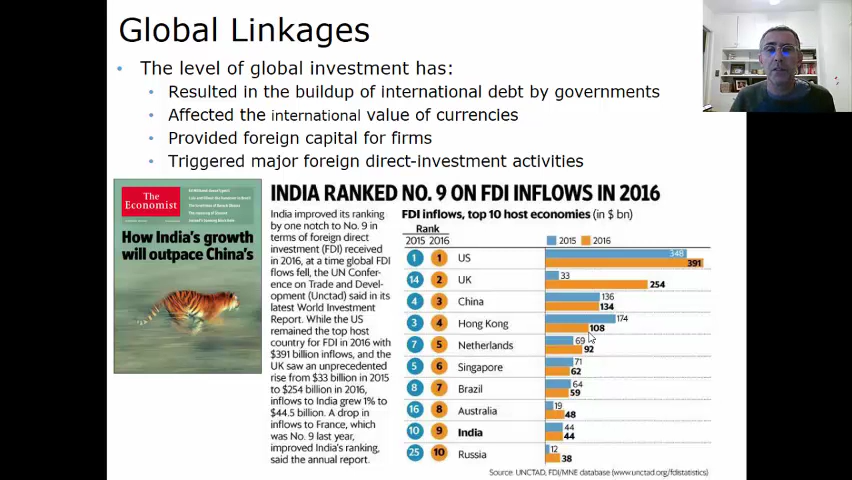 Global Linkages
• The level of global investment has:
• Resulted in the buildup of international debt by governments
• Affected the international value of currencies
• Provided foreign capital for firms
• Triggered major foreign direct-investment activities
The
Economist
How India's growth
will outpace China's
INDIA RANKED NO. 9 ON FDI INFLOWS IN 2016
India improved its ranking
by one notch to No. 9 in
terms of foreign direct
investment (FDI) received
in 2016, at a time global FDI
flows fell, the UN Confer-
ence on Trade and Devel-
opment (Unctad) said in its
latest World Investment
Report. While the US
remained the top host
country for FDI in 2016 with
$391 billion inflows, and the
UK saw an unprecedented
rise from $33 billion in 2015
to $254 billion in 2016,
inflows to India grew 1% to
$44.5 billion. A drop in
inflows to France, which
was No. 9 last year,
improved India's ranking,
said the annual report.
FDI inflows, top 10 host economies (in $ bn)
Rank
2015 2016
2015 2016
1 1 US 348 391
14 2 UK 33 254
4 3 China 136 134
3 4 Hong Kong 174 108
7 5 Netherlands 69 92
5 6 Singapore 71 62
8 7 Brazil 64 59
16 8 Australia 19 48
10 9 India 44 44
25 10 Russia 12 38
Source: UNCTAD, FDI/MNE database (www.unctad.org/fdistatistics)